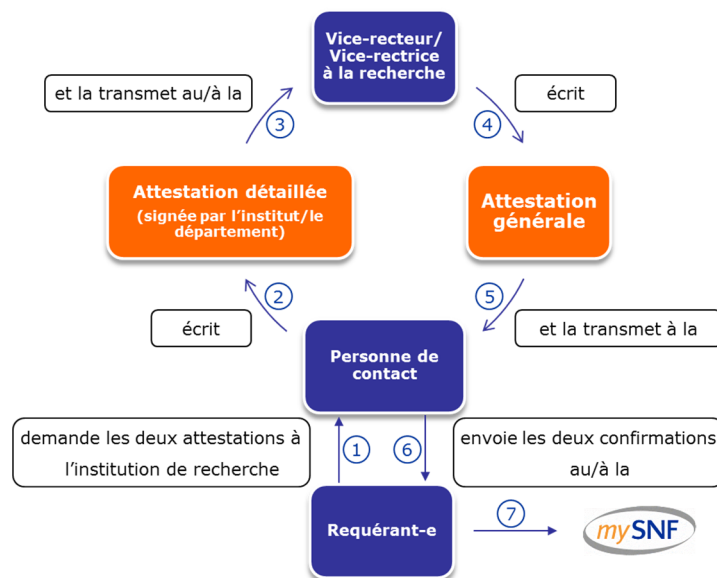 Vice-recteur/
Vice-rectrice
à la recherche
et la transmet au/à la
écrit
3
4
Attestation détaillée
(signée par l'institut/le
département)
Attestation
générale
2
5
écrit
et la transmet à la
Personne de
contact
demande les deux attestations à
l'institution de recherche
1
6
envoie les deux confirmations
au/à la
Requérant-e
7
mySNF